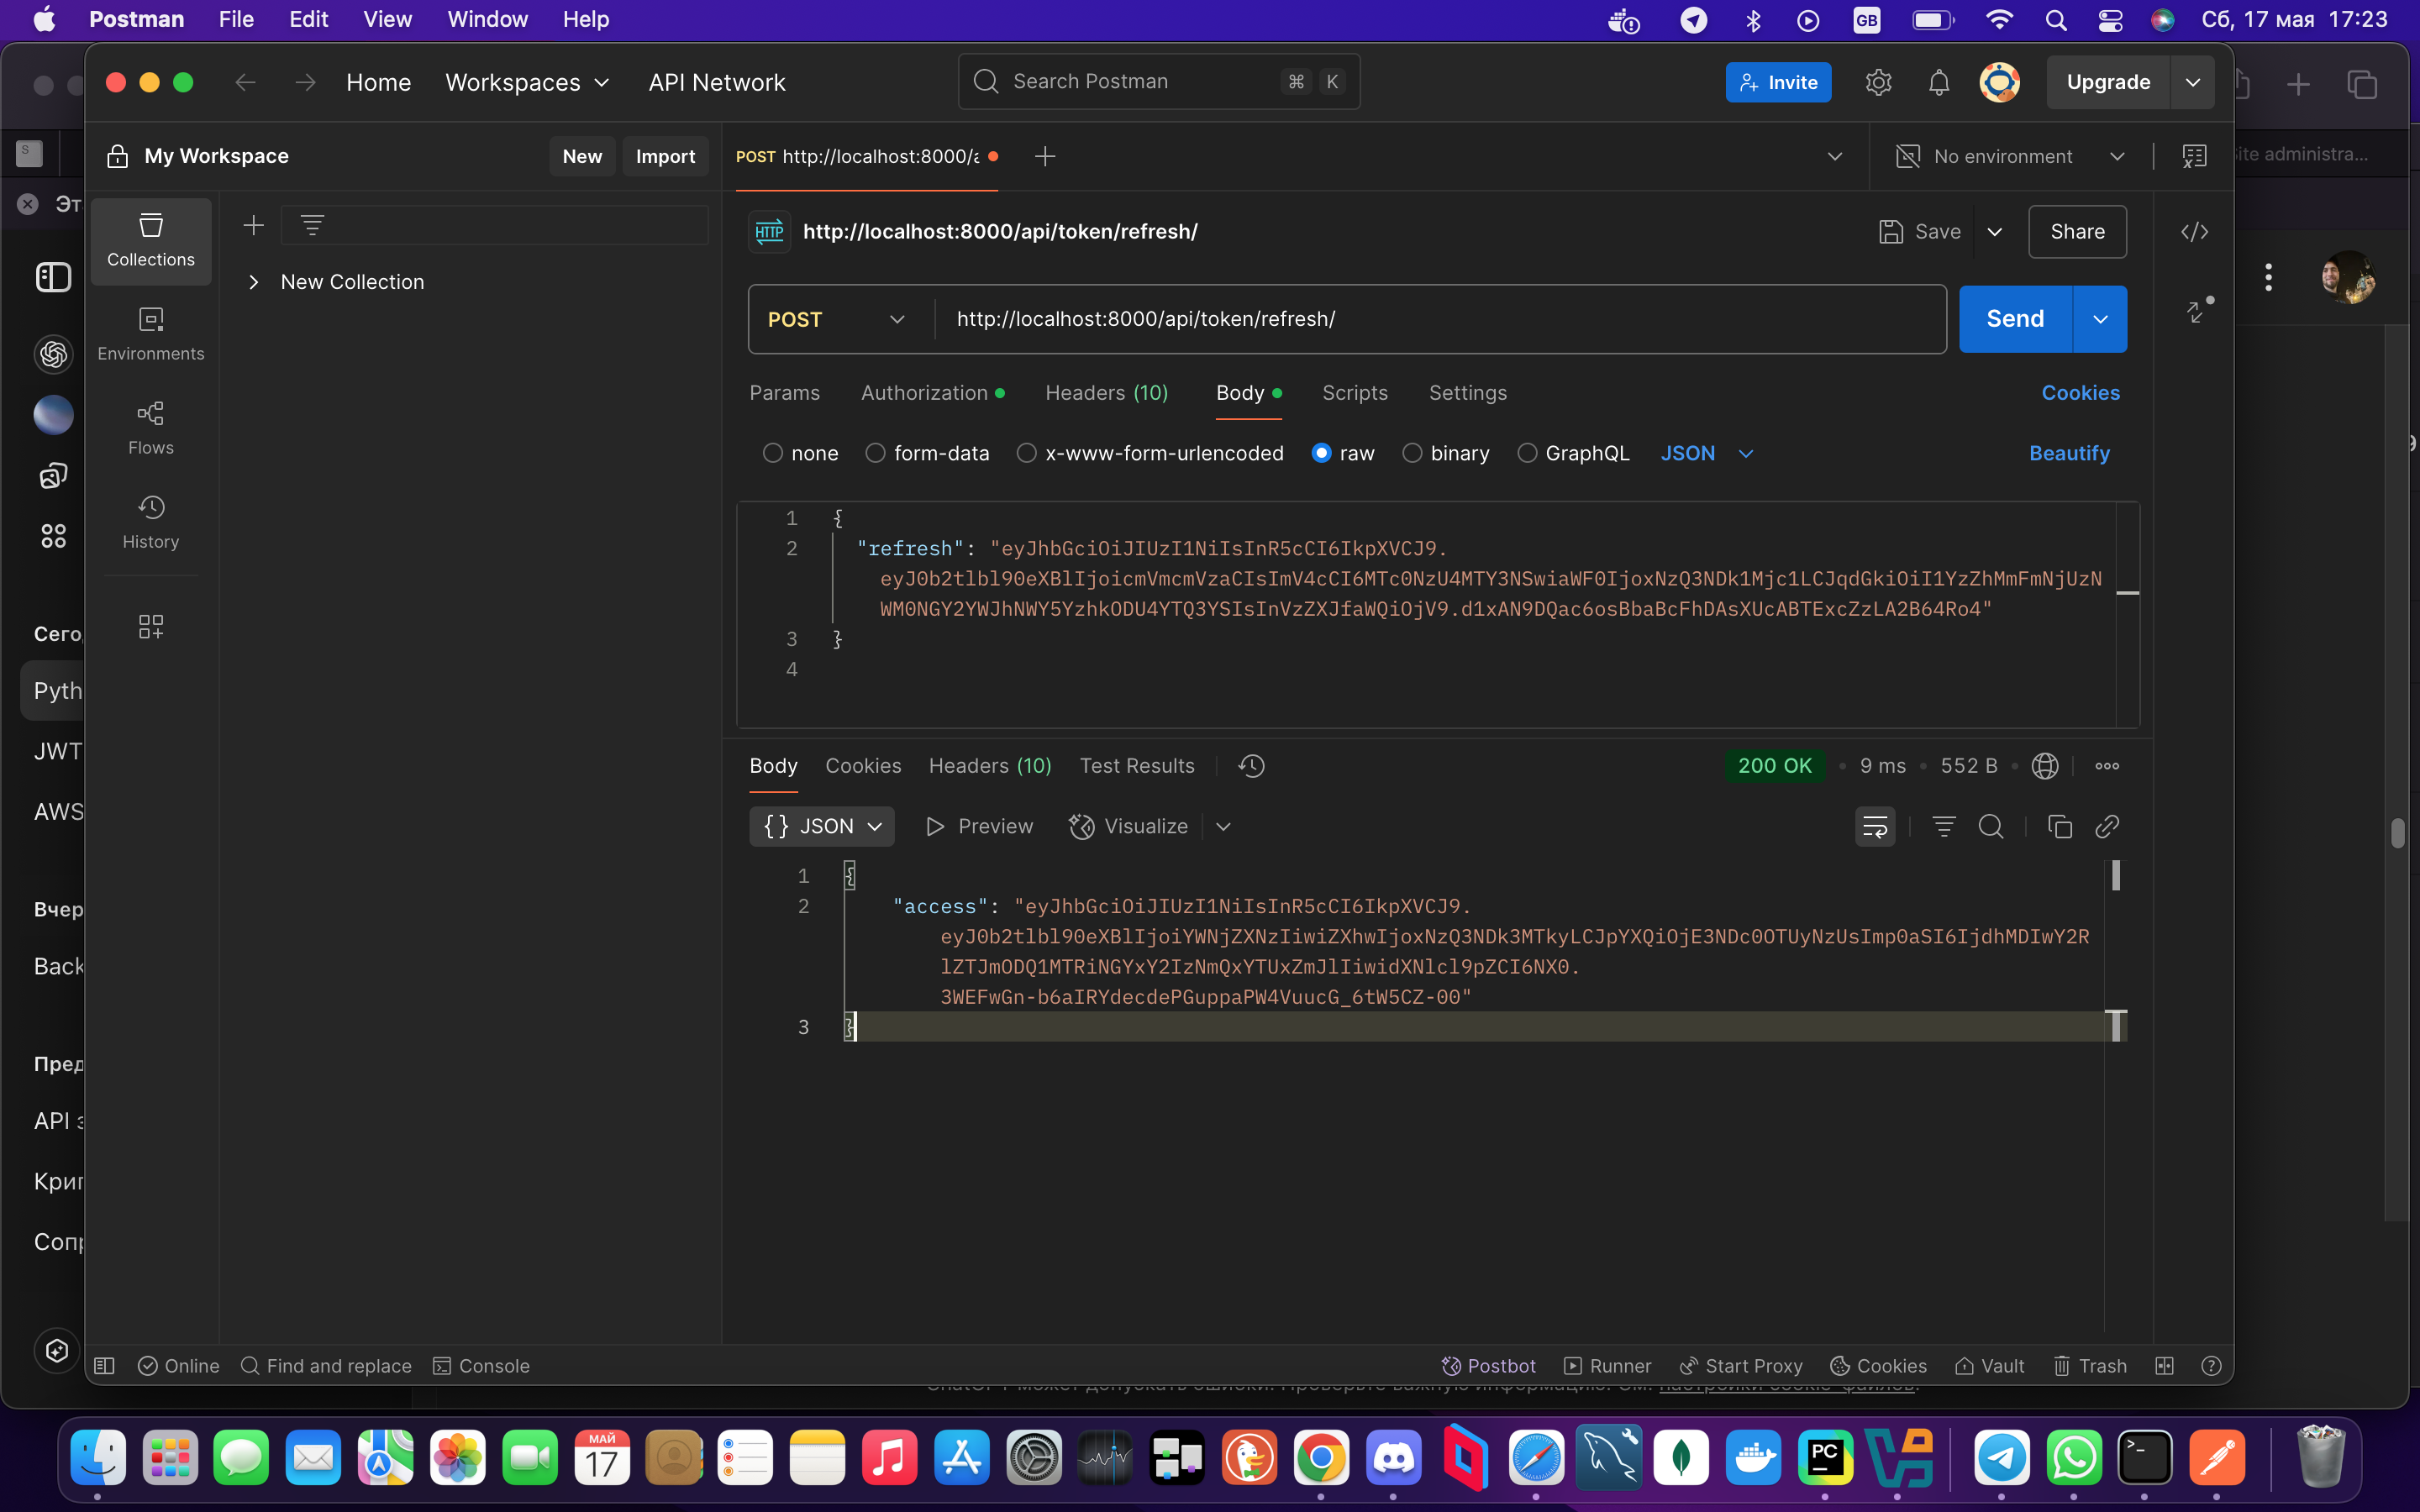 Postman File Edit View Window Help GB Сб, 17 мая 17:23
Home Workspaces API Network Search Postman ⌘ K Invite Upgrade
My Workspace New Import POST http://localhost:8000/a No environment ite administra...
S
Эт
HTTP http://localhost:8000/api/token/refresh/ Save Share </>
Collections
New Collection
POST http://localhost:8000/api/token/refresh/ Send
Environments
Params Authorization Headers (10) Body Scripts Settings Cookies
Flows
none form-data x-www-form-urlencoded raw binary GraphQL JSON Beautify
History
1 {
2 "refresh": "eyJhbGciOiJIUzI1NiIsInR5cCI6IkpXVCJ9.
eyJ0b2tlbl90eXBlIjoicmVmcmVzaCIsImV4cCI6MTc0NzU4MTY3NSwiaWF0IjoxNzQ3NDk1Mjc1LCJqdGkiOiI1YzZhMmFmNjUzN
WM0NGY2YWJhNWY5YzhkODU4YTQ3YSIsInVzZXJfaWQiOjV9.d1xAN9DQac6osBbaBcFhDAsXUcABTExcZzLA2B64Ro4"
3 }
4
Сего
Pyth
JWT
AWS
Вчер
Back
Пред
API з
Крип
Сопр
Body Cookies Headers (10) Test Results 200 OK 9 ms 552 B
{} JSON Preview Visualize
1 {
2 "access": "eyJhbGciOiJIUzI1NiIsInR5cCI6IkpXVCJ9.
eyJ0b2tlbl90eXBlIjoiYWNjZXNzIiwiZXhwIjoxNzQ3NDk3MTkyLCJpYXQiOjE3NDc0OTUyNzUsImp0aSI6IjdhMDIwY2R
lZTJmODQ1MTRiNGYxY2IzNmQxYTUxZmJlIiwidXNlcl9pZCI6NX0.
3WEFwGn-b6aIRYdecdePGuppaPW4VuucG_6tW5CZ-00"
3 }
Online Find and replace Console Postbot Runner Start Proxy Cookies Vault Trash
МАЙ
17
PC